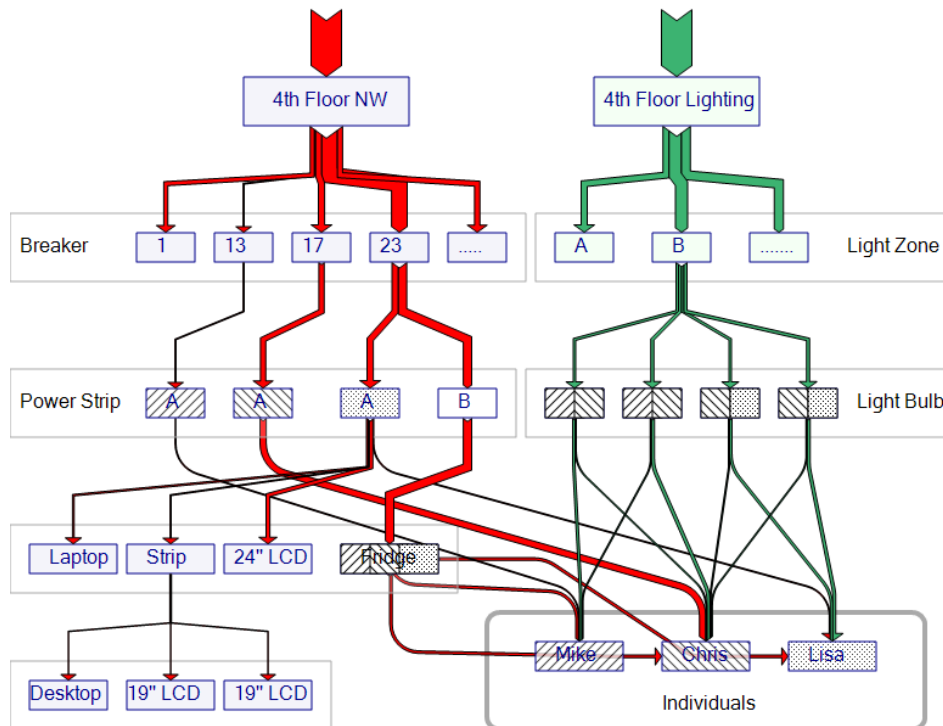 4th Floor NW
4th Floor Lighting
Breaker
1
13
17
23
.....
A
B
.......
Light Zone
Power Strip
A
A
A
B
Light Bulb
Laptop
Strip
24" LCD
Fridge
Mike
Chris
Lisa
Desktop
19" LCD
19" LCD
Individuals